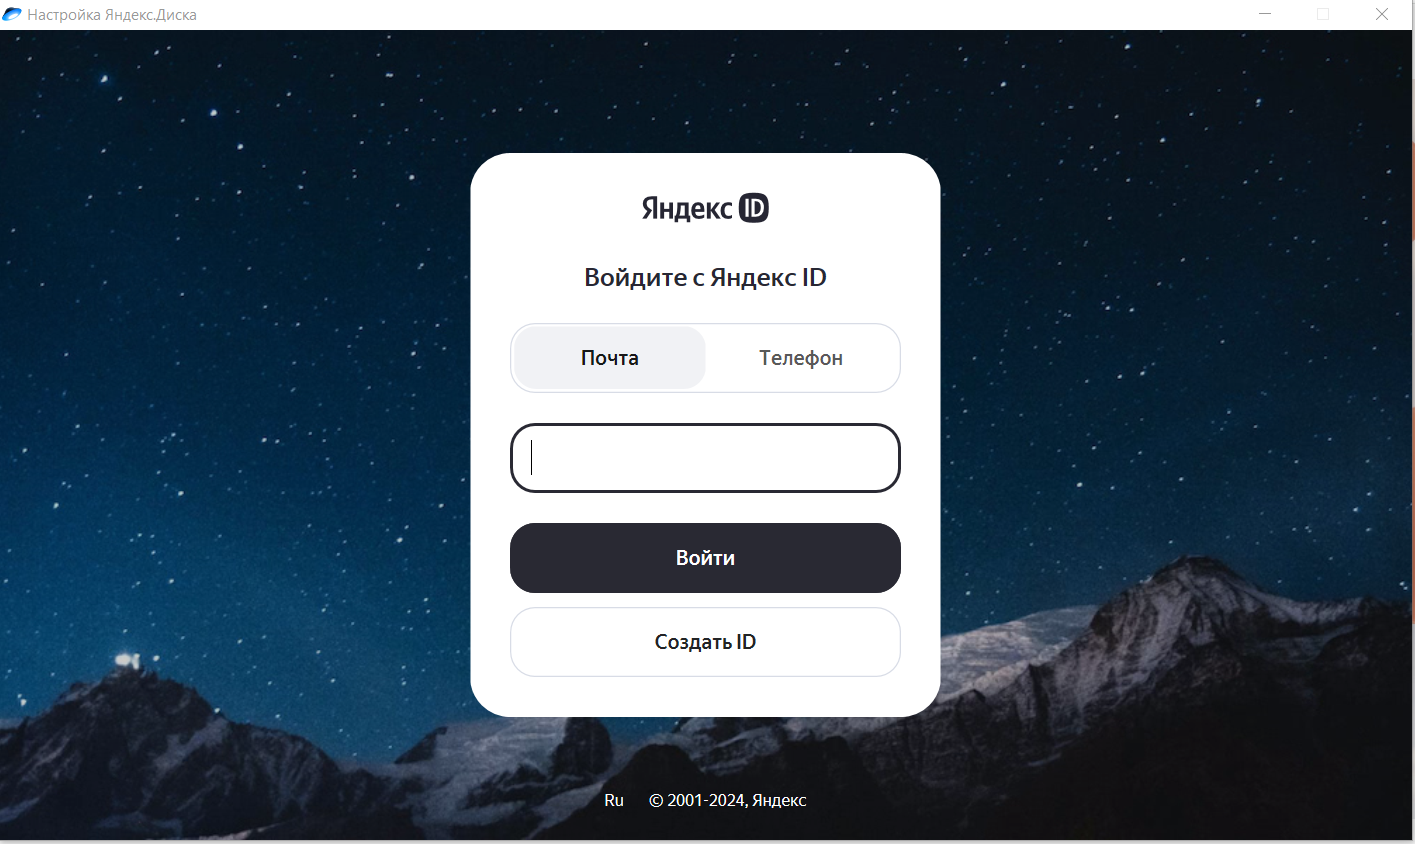 Настройка Яндекс.Диска
Яндекс ID
Войдите с Яндекс ID
Почта Телефон
Войти
Создать ID
Ru © 2001-2024, Яндекс